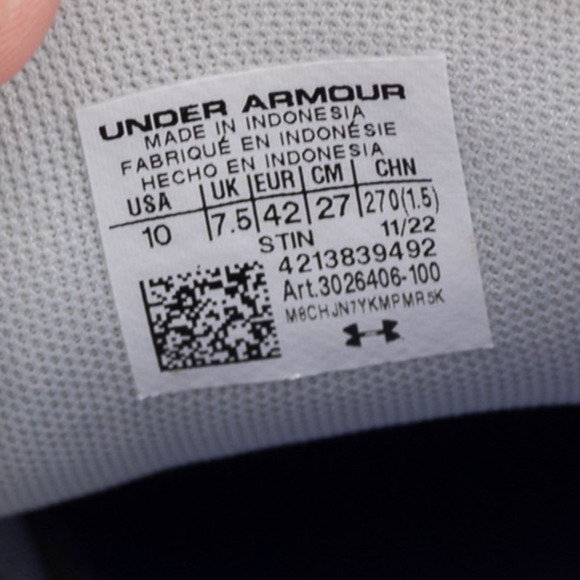 UNDER ARMOUR
MADE IN INDONESIA
FABRIQUÉ EN INDONÉSIE
HECHO EN INDONESIA
USA UK EUR CM CHN
10 7.5 42 27 270(1.5)
STIN 11/22
4213839492
Art.3026406-100
M8CHJN7YKMPMR5K